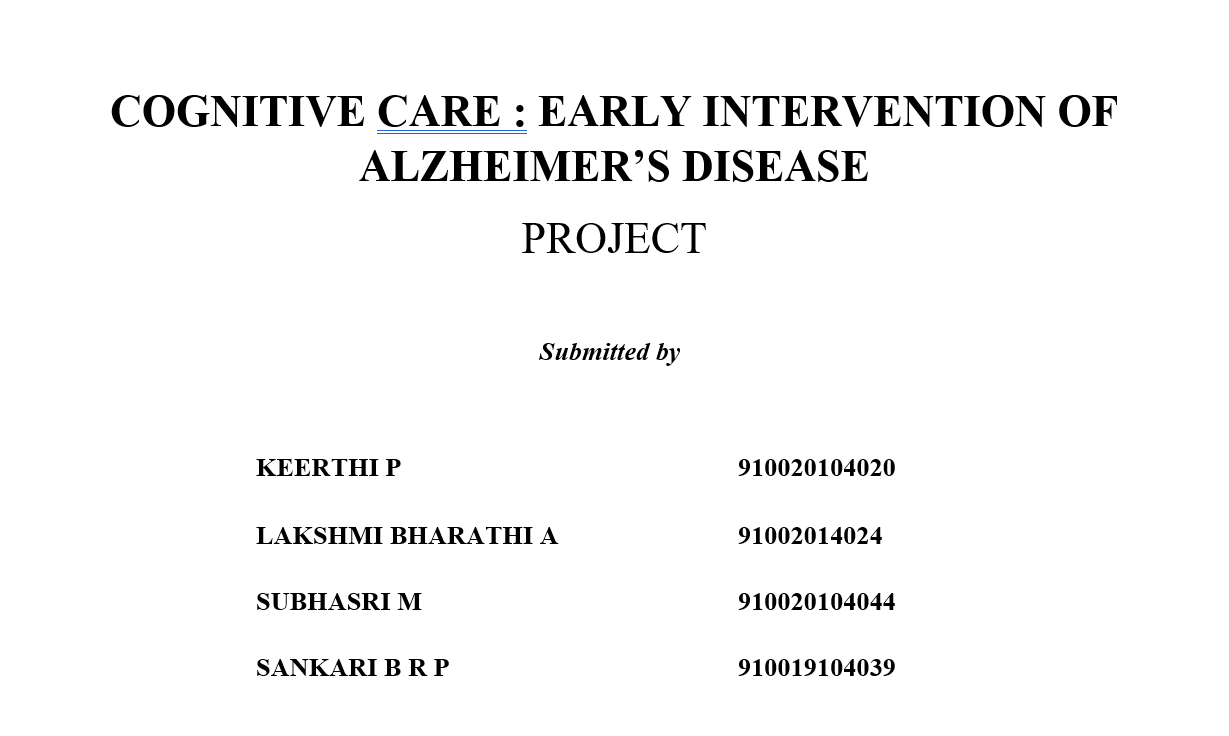 COGNITIVE CARE : EARLY INTERVENTION OF
ALZHEIMER’S DISEASE
PROJECT
Submitted by
KEERTHI P 910020104020
LAKSHMI BHARATHI A 91002014024
SUBHASRI M 910020104044
SANKARI B R P 910019104039